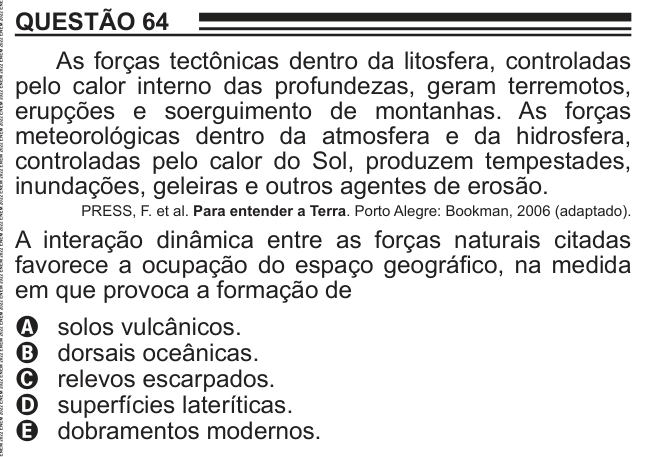 QUESTÃO 64
As forças tectônicas dentro da litosfera, controladas
pelo calor interno das profundezas, geram terremotos,
erupções e soerguimento de montanhas. As forças
meteorológicas dentro da atmosfera e da hidrosfera,
controladas pelo calor do Sol, produzem tempestades,
inundações, geleiras e outros agentes de erosão.
PRESS, F. et al. Para entender a Terra. Porto Alegre: Bookman, 2006 (adaptado).
A interação dinâmica entre as forças naturais citadas
favorece a ocupação do espaço geográfico, na medida
em que provoca a formação de
A solos vulcânicos.
B dorsais oceânicas.
C relevos escarpados.
D superfícies lateríticas.
E dobramentos modernos.